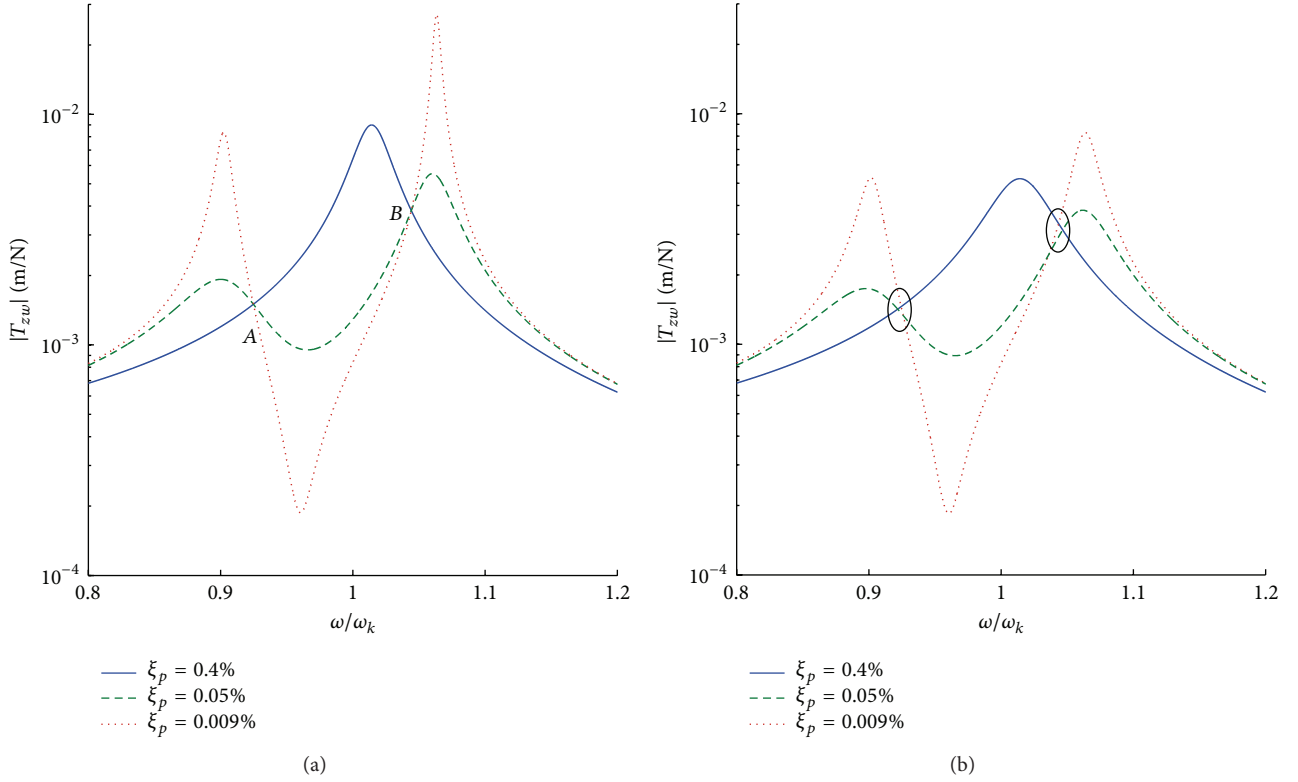 10⁻²
10⁻³
10⁻⁴
|T_zw| (m/N)
A
B
0.8 0.9 1 1.1 1.2
ω/ω_k
ξ_p = 0.4%
ξ_p = 0.05%
ξ_p = 0.009%
(a)
10⁻²
10⁻³
10⁻⁴
|T_zw| (m/N)
0.8 0.9 1 1.1 1.2
ω/ω_k
ξ_p = 0.4%
ξ_p = 0.05%
ξ_p = 0.009%
(b)